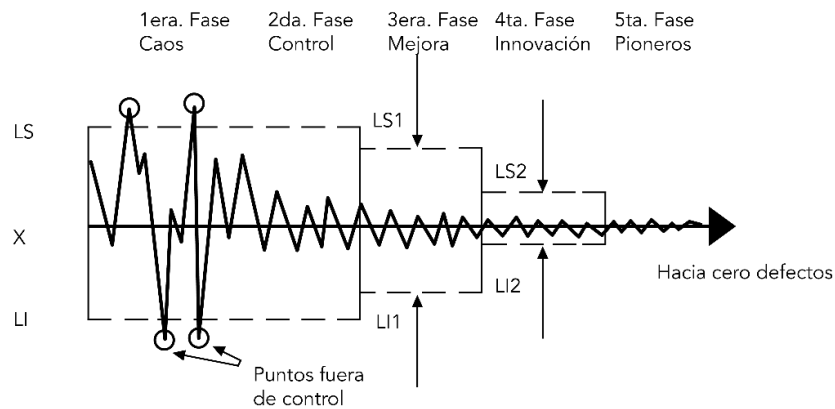 1era. Fase
Caos
2da. Fase
Control
3era. Fase
Mejora
4ta. Fase
Innovación
5ta. Fase
Pioneros
LS
LS1
LS2
X
Hacia cero defectos
LI
LI1
LI2
Puntos fuera
de control